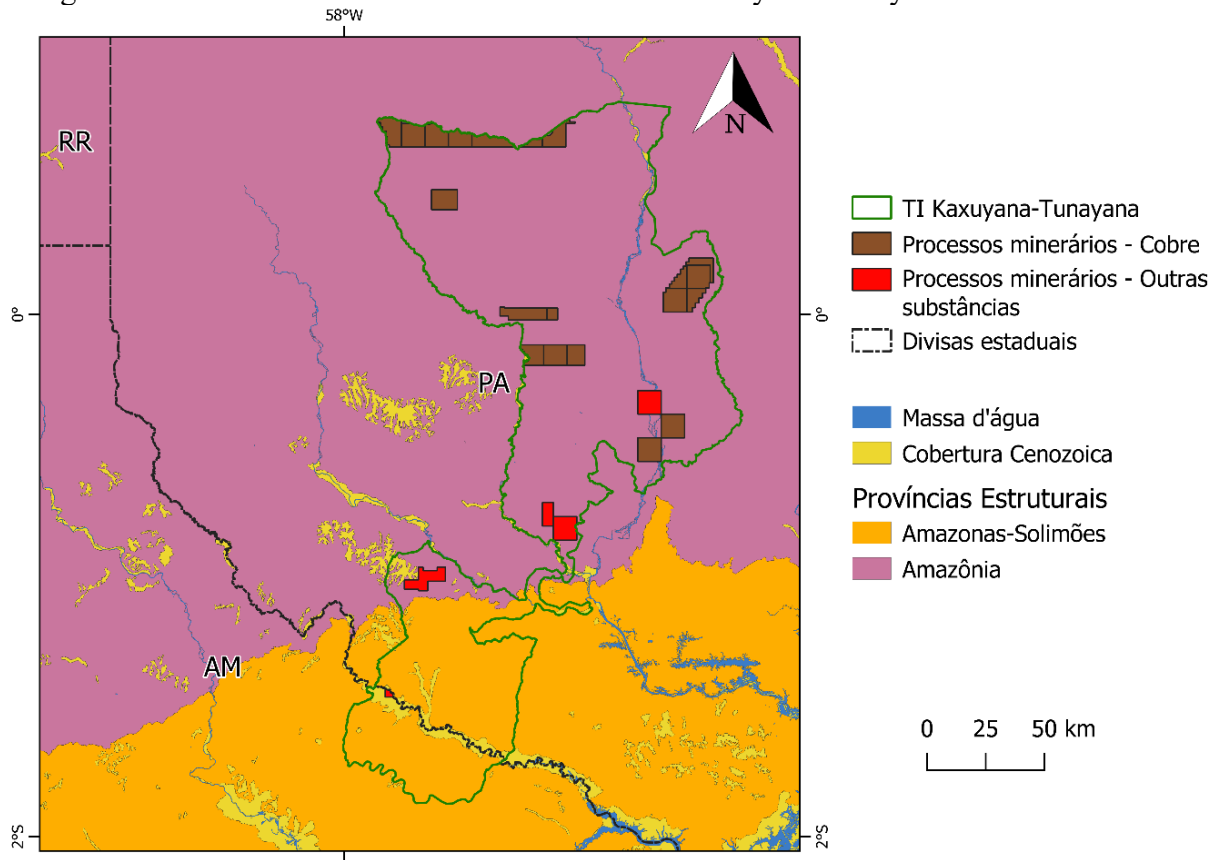 58°W
N
RR
0°
0°
PA
AM
2°S
2°S
TI Kaxuyana-Tunayana
Processos minerários - Cobre
Processos minerários - Outras
substâncias
Divisas estaduais
Massa d'água
Cobertura Cenozoica
Províncias Estruturais
Amazonas-Solimões
Amazônia
0 25 50 km